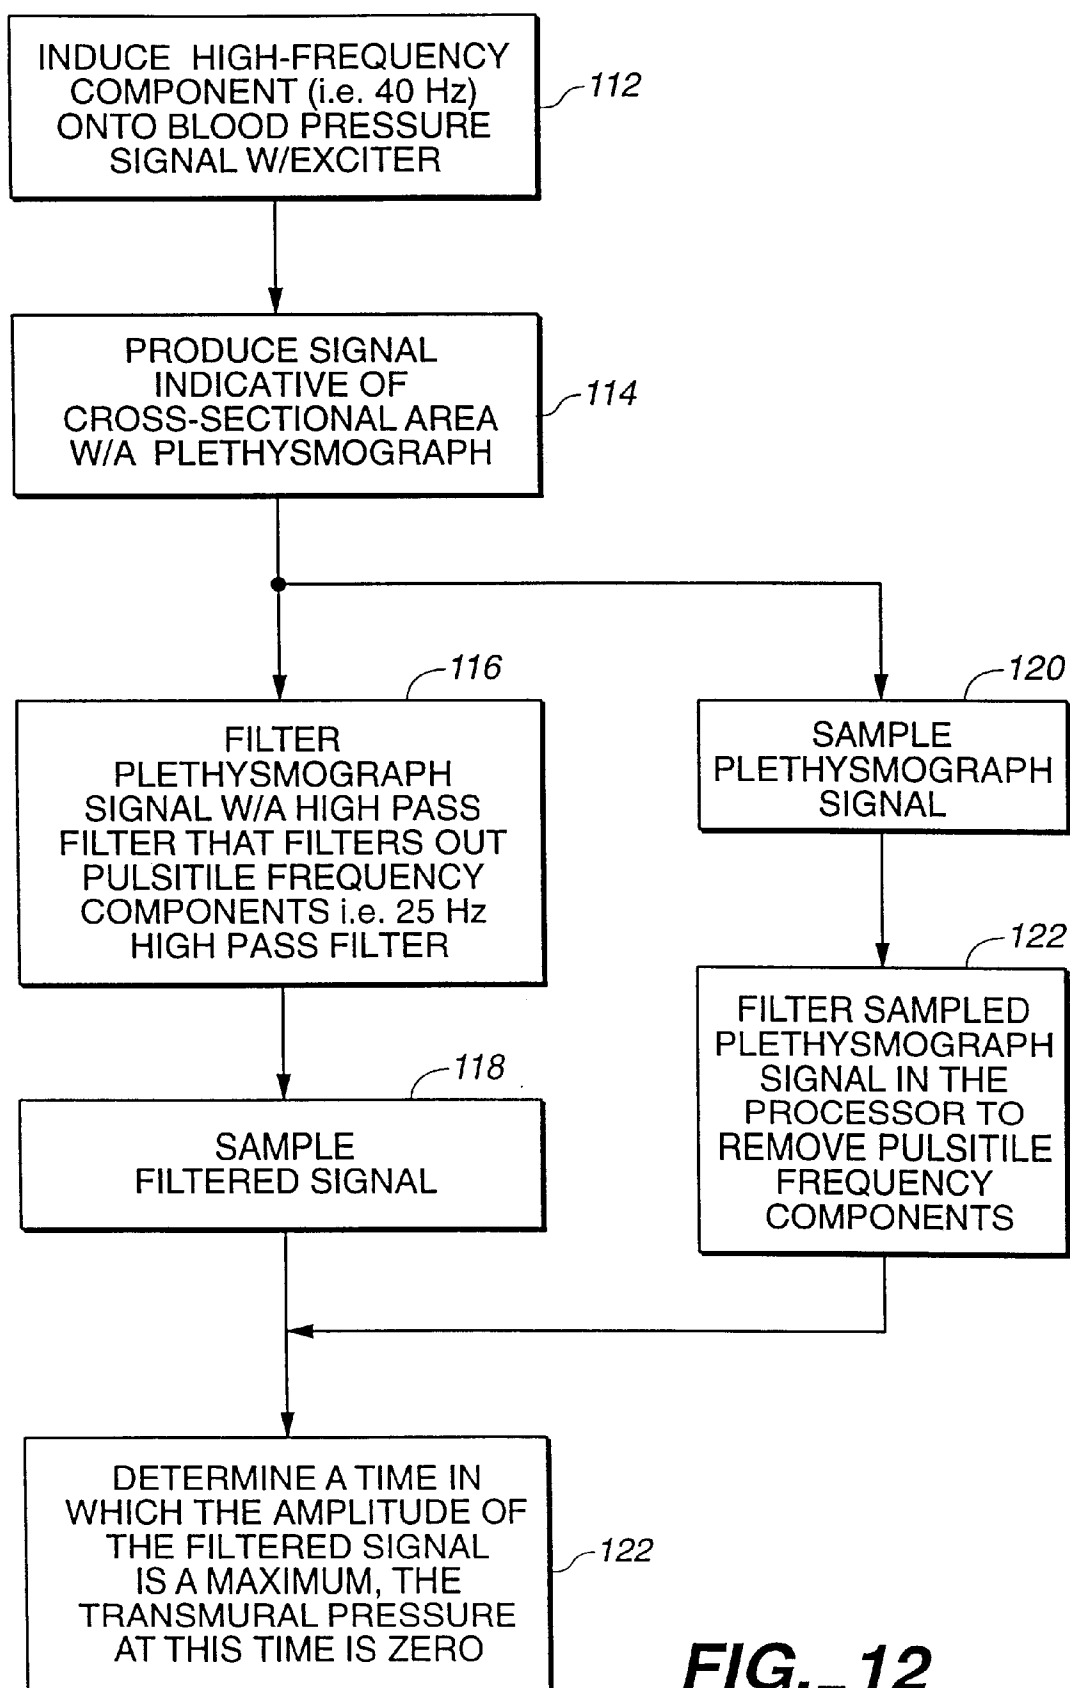 INDUCE HIGH-FREQUENCY
COMPONENT (i.e. 40 Hz)
ONTO BLOOD PRESSURE
SIGNAL W/EXCITER
112
PRODUCE SIGNAL
INDICATIVE OF
CROSS-SECTIONAL AREA
W/A PLETHYSMOGRAPH
114
116
FILTER
PLETHYSMOGRAPH
SIGNAL W/A HIGH PASS
FILTER THAT FILTERS OUT
PULSITILE FREQUENCY
COMPONENTS i.e. 25 Hz
HIGH PASS FILTER
120
SAMPLE
PLETHYSMOGRAPH
SIGNAL
118
SAMPLE
FILTERED SIGNAL
122
FILTER SAMPLED
PLETHYSMOGRAPH
SIGNAL IN THE
PROCESSOR TO
REMOVE PULSITILE
FREQUENCY
COMPONENTS
DETERMINE A TIME IN
WHICH THE AMPLITUDE OF
THE FILTERED SIGNAL
IS A MAXIMUM, THE
TRANSMURAL PRESSURE
AT THIS TIME IS ZERO
122
FIG._12